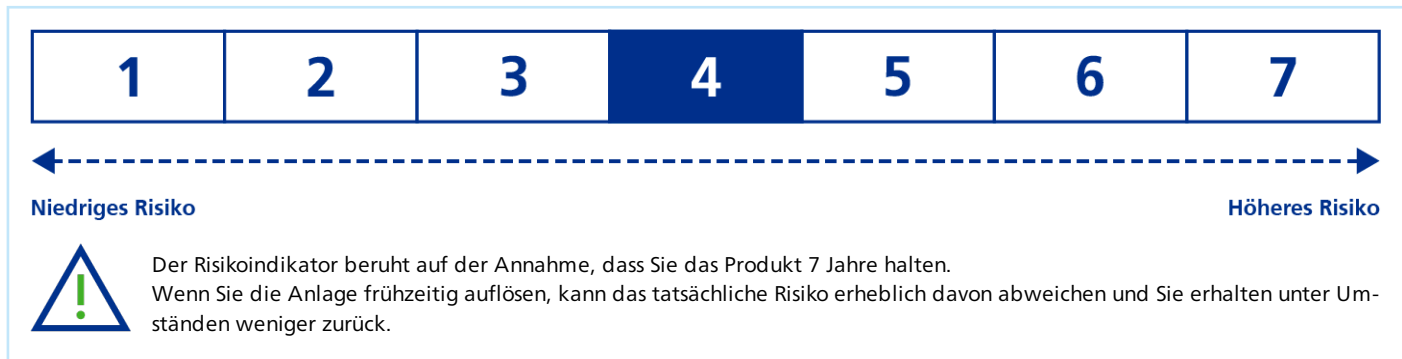 1 2 3 4 5 6 7
Niedriges Risiko Höheres Risiko
Der Risikoindikator beruht auf der Annahme, dass Sie das Produkt 7 Jahre halten.
Wenn Sie die Anlage frühzeitig auflösen, kann das tatsächliche Risiko erheblich davon abweichen und Sie erhalten unter Um-
ständen weniger zurück.